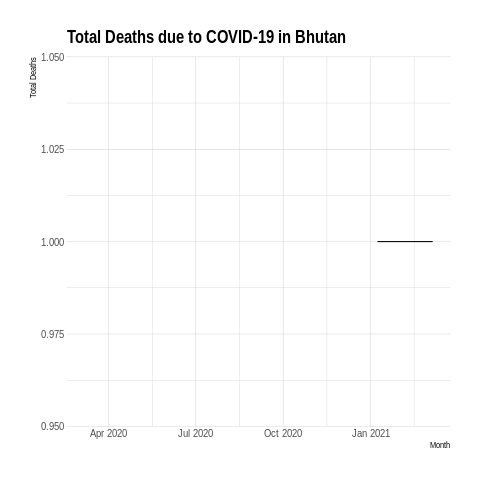 Total Deaths due to COVID-19 in Bhutan
Total Deaths
1.050
1.025
1.000
0.975
0.950
Apr 2020 Jul 2020 Oct 2020 Jan 2021
Month